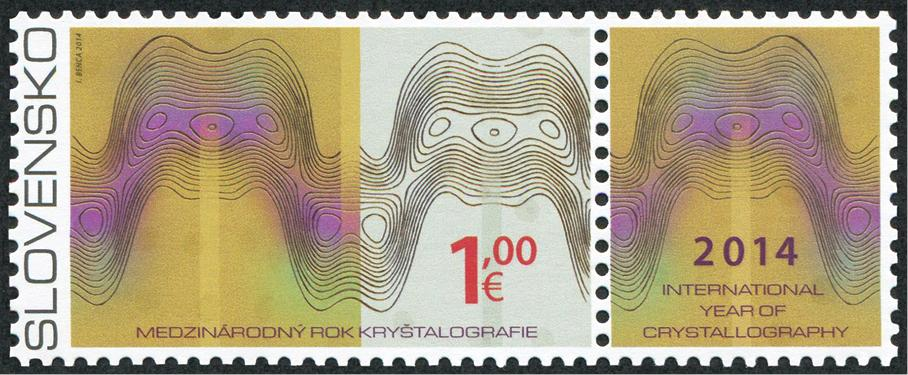 SLOVENSKO
I. BENCA 2014
1,00
€
MEDZINÁRODNÝ ROK KRYŠTALOGRAFIE
2014
INTERNATIONAL
YEAR OF
CRYSTALLOGRAPHY